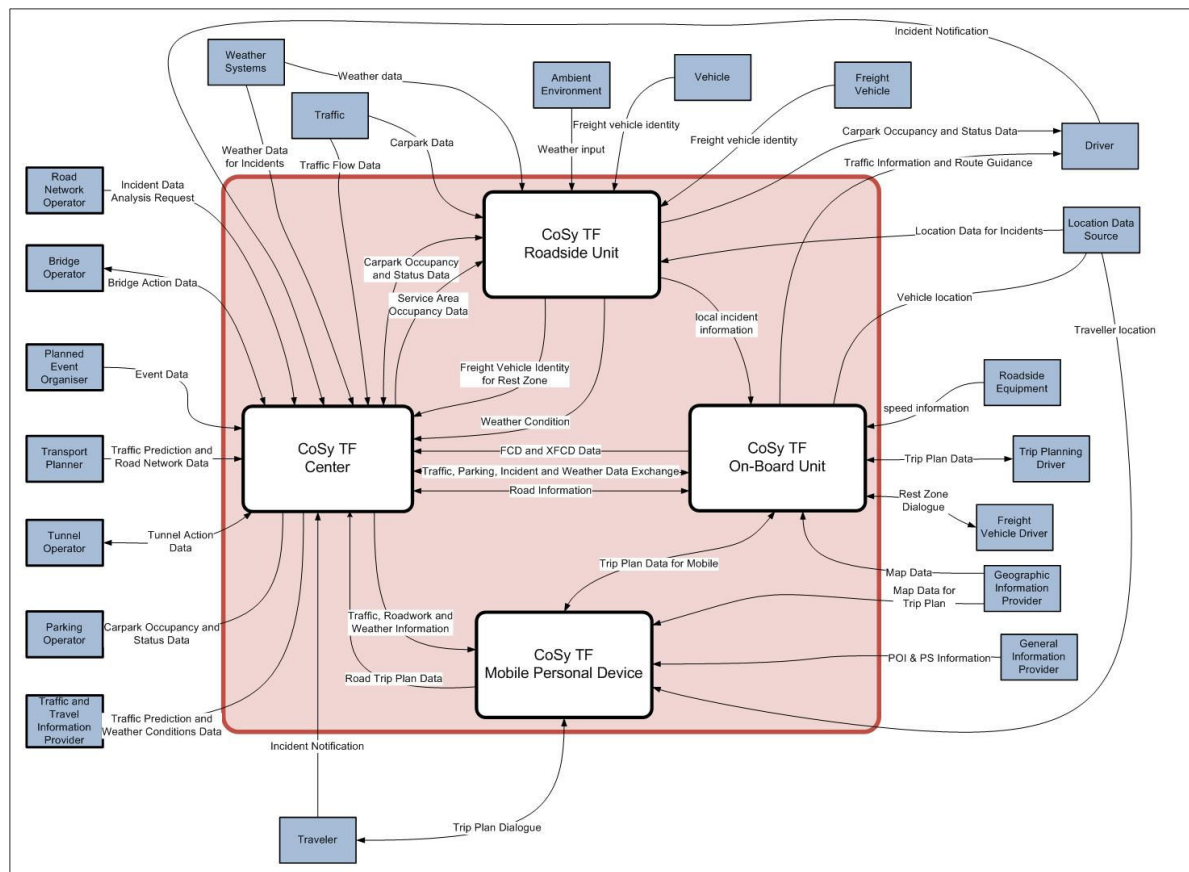 Incident Notification
Weather
Systems
Weather data
Ambient
Environment
Vehicle
Freight
Vehicle
Traffic
Carpark Data
Freight vehicle identity
Freight vehicle identity
Weather input
Carpark Occupancy and Status Data
Driver
Weather Data
for Incidents
Traffic Flow Data
Traffic Information and Route Guidance
Road
Network
Operator
Incident Data
Analysis Request
CoSy TF
Roadside Unit
Location Data for Incidents
Location Data
Source
Bridge
Operator
Bridge Action Data
Carpark Occupancy
and Status Data
Service Area
Occupancy Data
local incident
information
Vehicle location
Traveller location
Planned
Event
Organiser
Event Data
Freight Vehicle Identity
for Rest Zone
Weather Condition
Roadside
Equipment
speed information
CoSy TF
Center
FCD and XFCD Data
Traffic, Parking, Incident and Weather Data Exchange
Road Information
CoSy TF
On-Board Unit
Transport
Planner
Traffic Prediction and
Road Network Data
Trip Plan Data
Trip Planning
Driver
Rest Zone
Dialogue
Freight
Vehicle Driver
Tunnel
Operator
Tunnel Action
Data
Trip Plan Data for Mobile
Map Data
Geographic
Information
Provider
Map Data for
Trip Plan
Parking
Operator
Carpark Occupancy and
Status Data
Traffic, Roadwork and
Weather Information
CoSy TF
Mobile Personal Device
POI & PS Information
General
Information
Provider
Road Trip Plan Data
Traffic and
Travel
Information
Provider
Traffic Prediction and
Weather Conditions Data
Incident Notification
Traveler
Trip Plan Dialogue